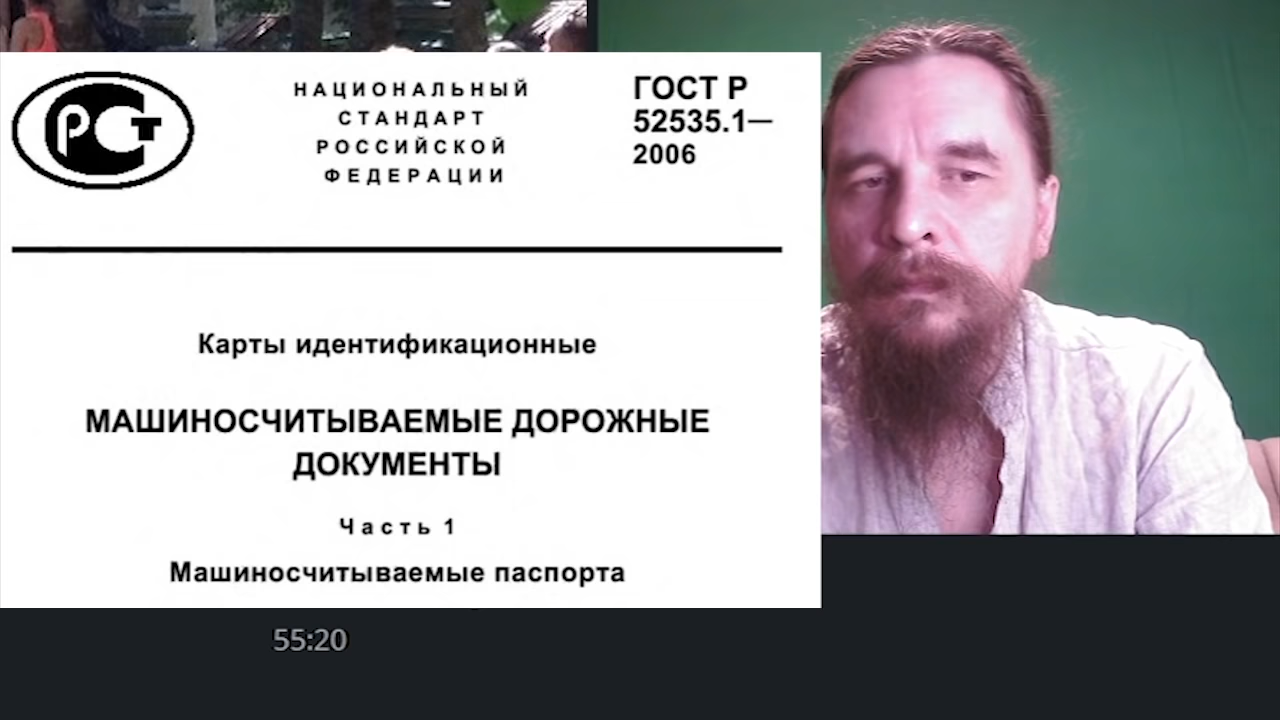 РСТ
НАЦИОНАЛЬНЫЙ
СТАНДАРТ
РОССИЙСКОЙ
ФЕДЕРАЦИИ
ГОСТ Р
52535.1—
2006
Карты идентификационные
МАШИНОСЧИТЫВАЕМЫЕ ДОРОЖНЫЕ
ДОКУМЕНТЫ
Часть 1
Машиносчитываемые паспорта
55:20